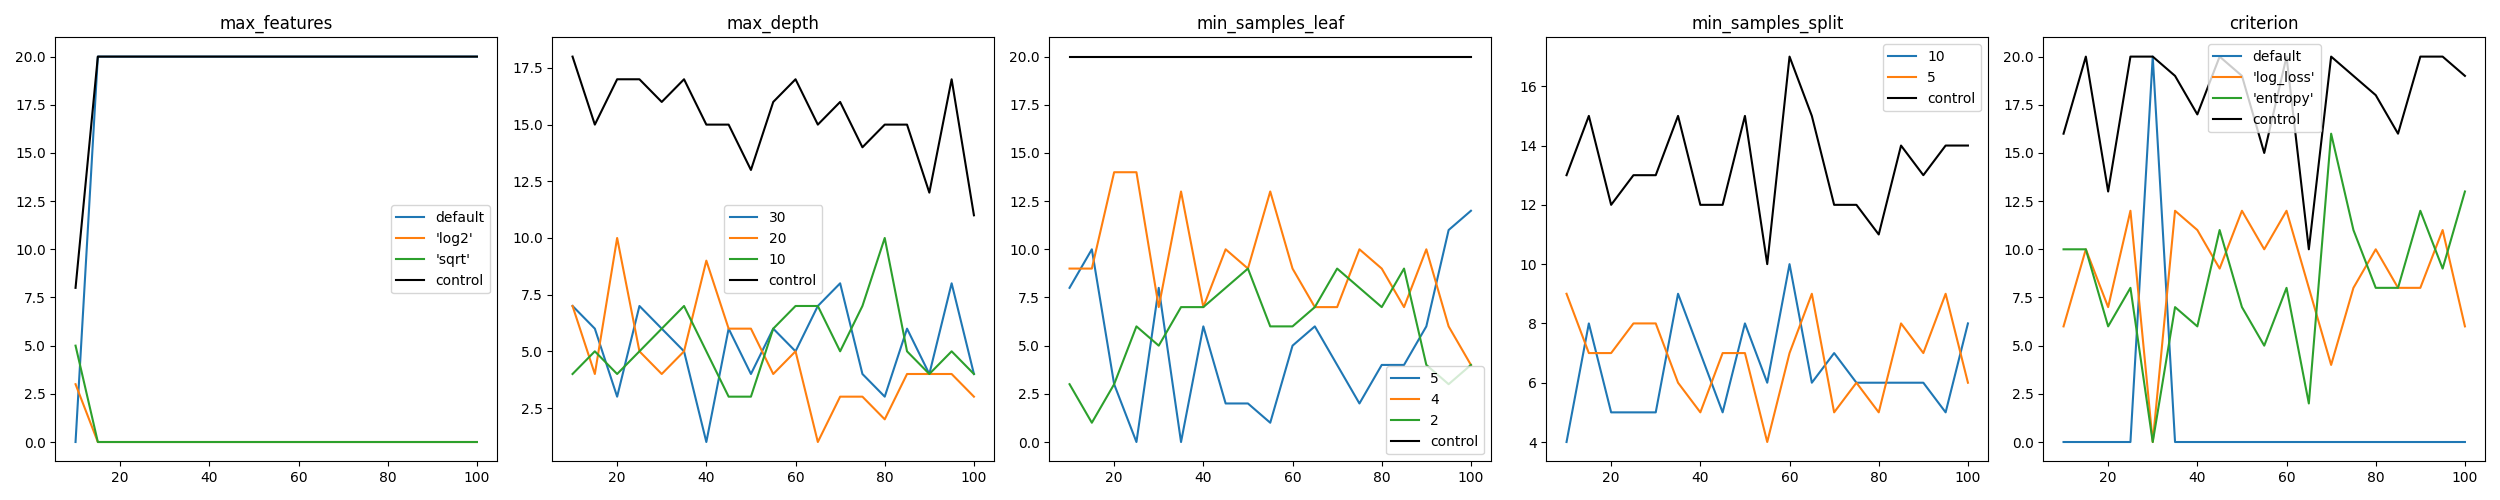 max_features
20.0
17.5
15.0
12.5
10.0
7.5
5.0
2.5
0.0
default
'log2'
'sqrt'
control
20 40 60 80 100
max_depth
17.5
15.0
12.5
10.0
7.5
5.0
2.5
30
20
10
control
20 40 60 80 100
min_samples_leaf
20.0
17.5
15.0
12.5
10.0
7.5
5.0
2.5
0.0
5
4
2
control
20 40 60 80 100
min_samples_split
16
14
12
10
8
6
4
10
5
control
20 40 60 80 100
criterion
20.0
17.5
15.0
12.5
10.0
7.5
5.0
2.5
0.0
default
'log_loss'
'entropy'
control
20 40 60 80 100